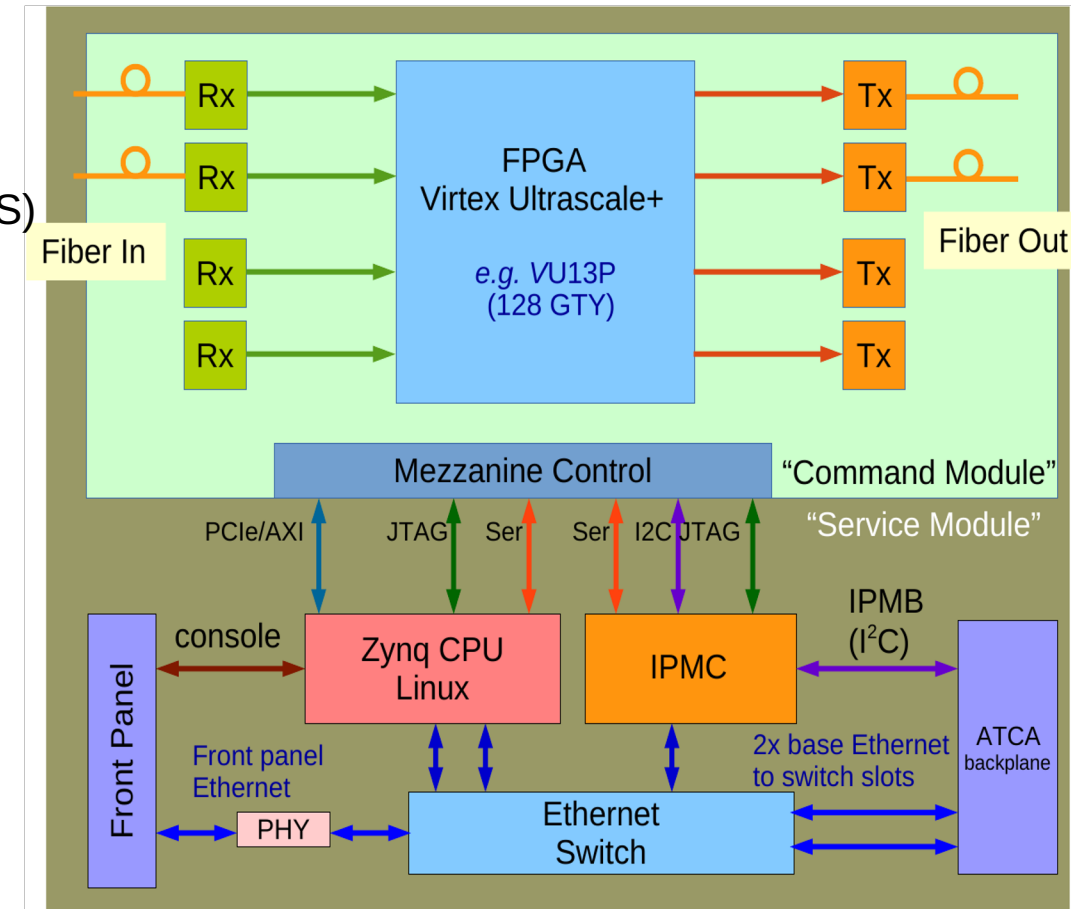 Rx
Tx
Rx
FPGA
Virtex Ultrascale+
Tx
S)
Fiber In
Fiber Out
Rx
e.g. VU13P
(128 GTY)
Tx
Rx
Tx
Mezzanine Control
“Command Module”
“Service Module”
PCIe/AXI
JTAG
Ser
Ser
I2C
JTAG
Front Panel
console
Zynq CPU
Linux
IPMC
IPMB
(I²C)
ATCA
backplane
Front panel
Ethernet
2x base Ethernet
to switch slots
PHY
Ethernet
Switch